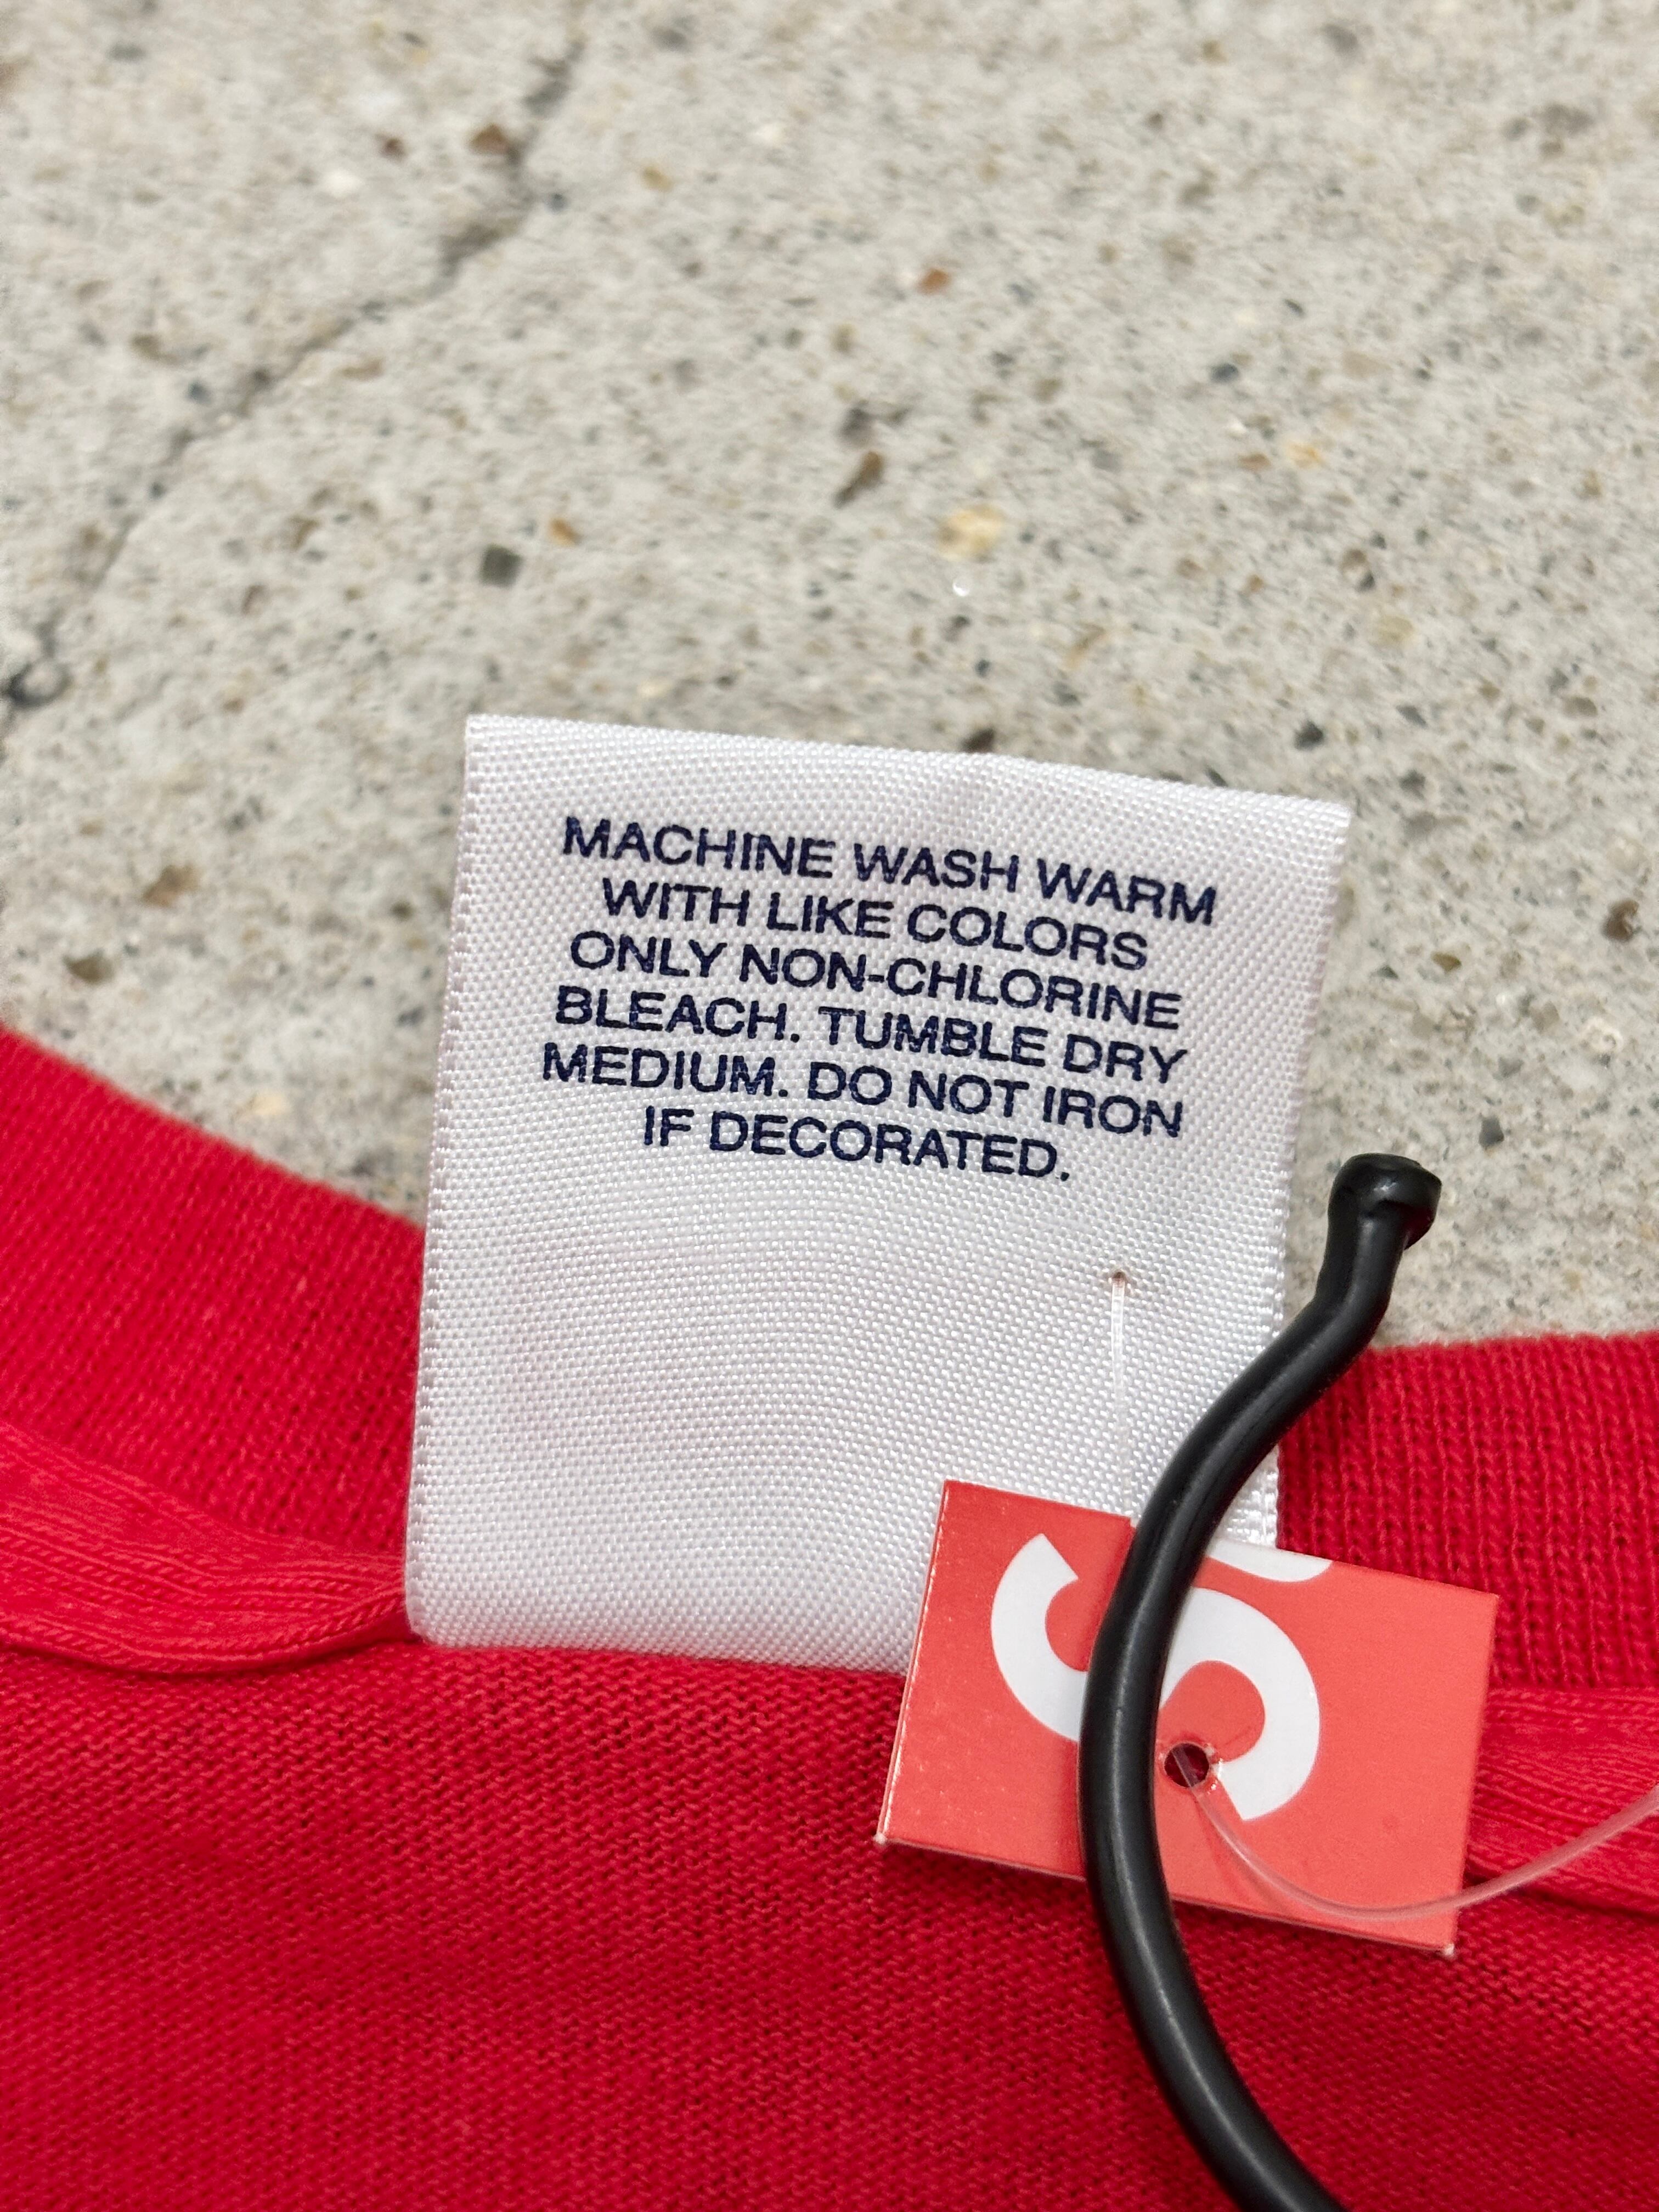 MACHINE WASH WARM
WITH LIKE COLORS
ONLY NON-CHLORINE
BLEACH. TUMBLE DRY
MEDIUM. DO NOT IRON
IF DECORATED.
S